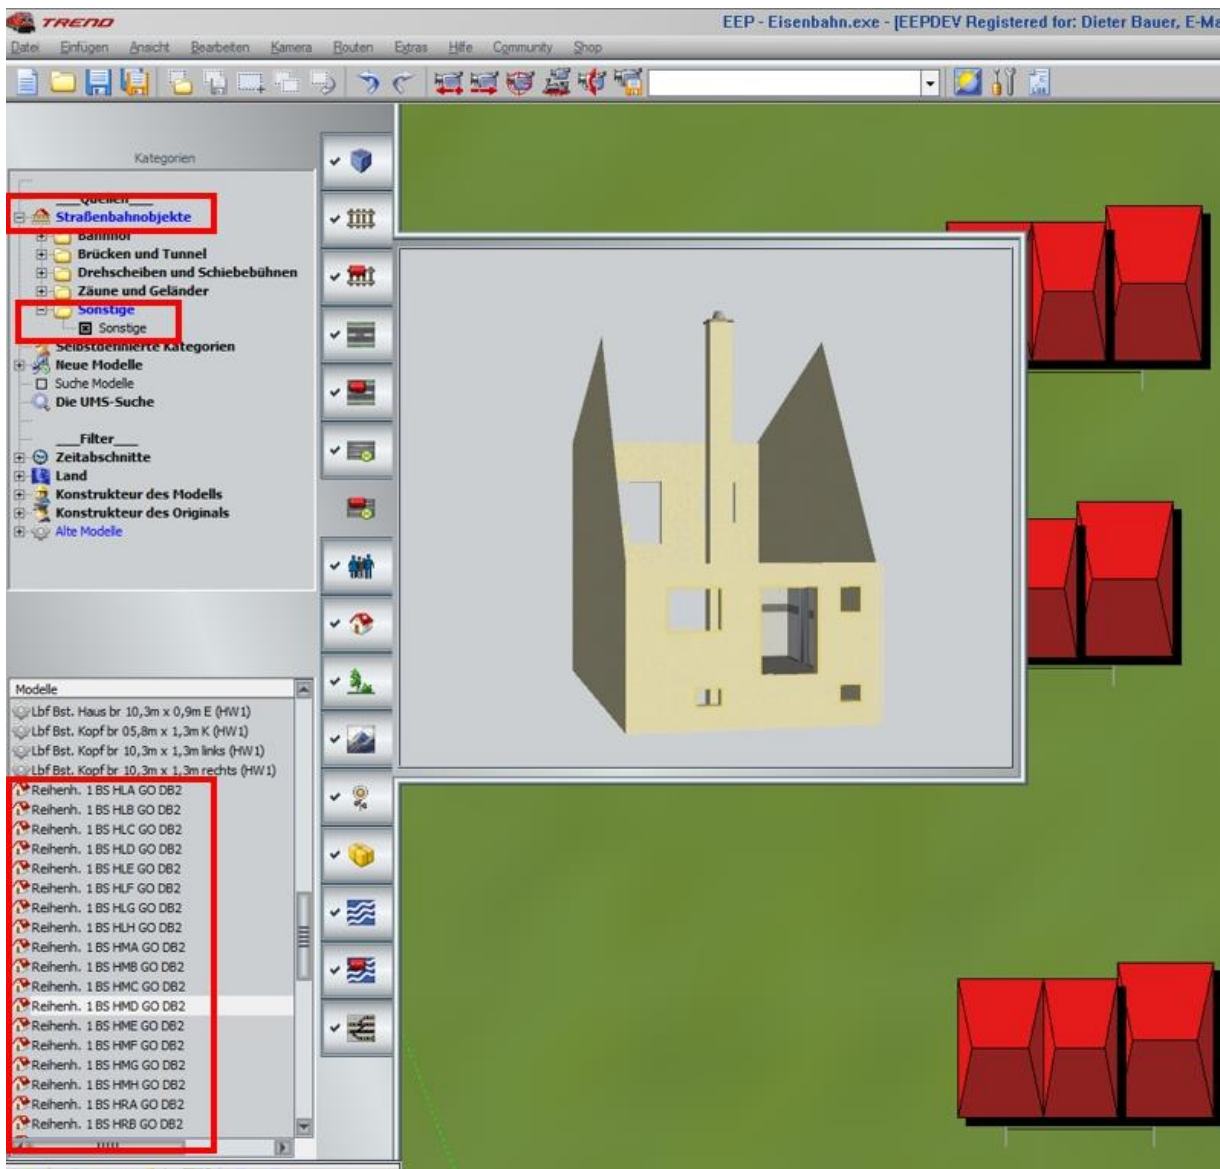 TREND
EEP - Eisenbahn.exe - [EEPDEV Registered for: Dieter Bauer, E-Ma
Datei Einfügen Ansicht Bearbeiten Kamera Routen Extras Hilfe Community Shop
Kategorien
___Quellen___
Straßenbahnobjekte
Bahnhof
Brücken und Tunnel
Drehscheiben und Schiebebühnen
Zäune und Geländer
Sonstige
Sonstige
Selbstdefinierte Kategorien
Neue Modelle
Suche Modelle
Die UMS-Suche
___Filter___
Zeitabschnitte
Land
Konstrukteur des Modells
Konstrukteur des Originals
Alte Modelle
Modelle
Lbf Bst. Haus br 10,3m x 0,9m E (HW1)
Lbf Bst. Kopf br 05,8m x 1,3m K (HW1)
Lbf Bst. Kopf br 10,3m x 1,3m links (HW1)
Lbf Bst. Kopf br 10,3m x 1,3m rechts (HW1)
Reihenh. 1 BS HLA GO DB2
Reihenh. 1 BS HLB GO DB2
Reihenh. 1 BS HLC GO DB2
Reihenh. 1 BS HLD GO DB2
Reihenh. 1 BS HLE GO DB2
Reihenh. 1 BS HLF GO DB2
Reihenh. 1 BS HLG GO DB2
Reihenh. 1 BS HLH GO DB2
Reihenh. 1 BS HMA GO DB2
Reihenh. 1 BS HMB GO DB2
Reihenh. 1 BS HMC GO DB2
Reihenh. 1 BS HMD GO DB2
Reihenh. 1 BS HME GO DB2
Reihenh. 1 BS HMF GO DB2
Reihenh. 1 BS HMG GO DB2
Reihenh. 1 BS HMH GO DB2
Reihenh. 1 BS HRA GO DB2
Reihenh. 1 BS HRB GO DB2